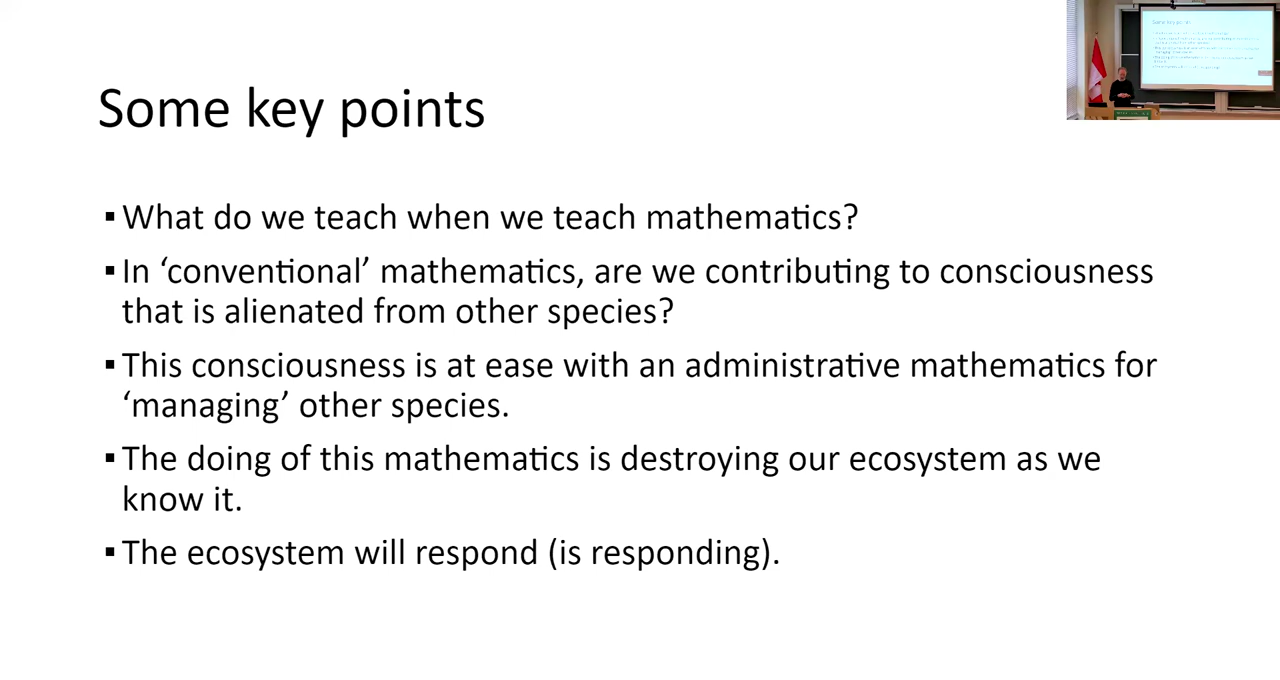 Some key points
▪ What do we teach when we teach mathematics?
▪ In ‘conventional’ mathematics, are we contributing to consciousness
that is alienated from other species?
▪ This consciousness is at ease with an administrative mathematics for
‘managing’ other species.
▪ The doing of this mathematics is destroying our ecosystem as we
know it.
▪ The ecosystem will respond (is responding).
Some key points